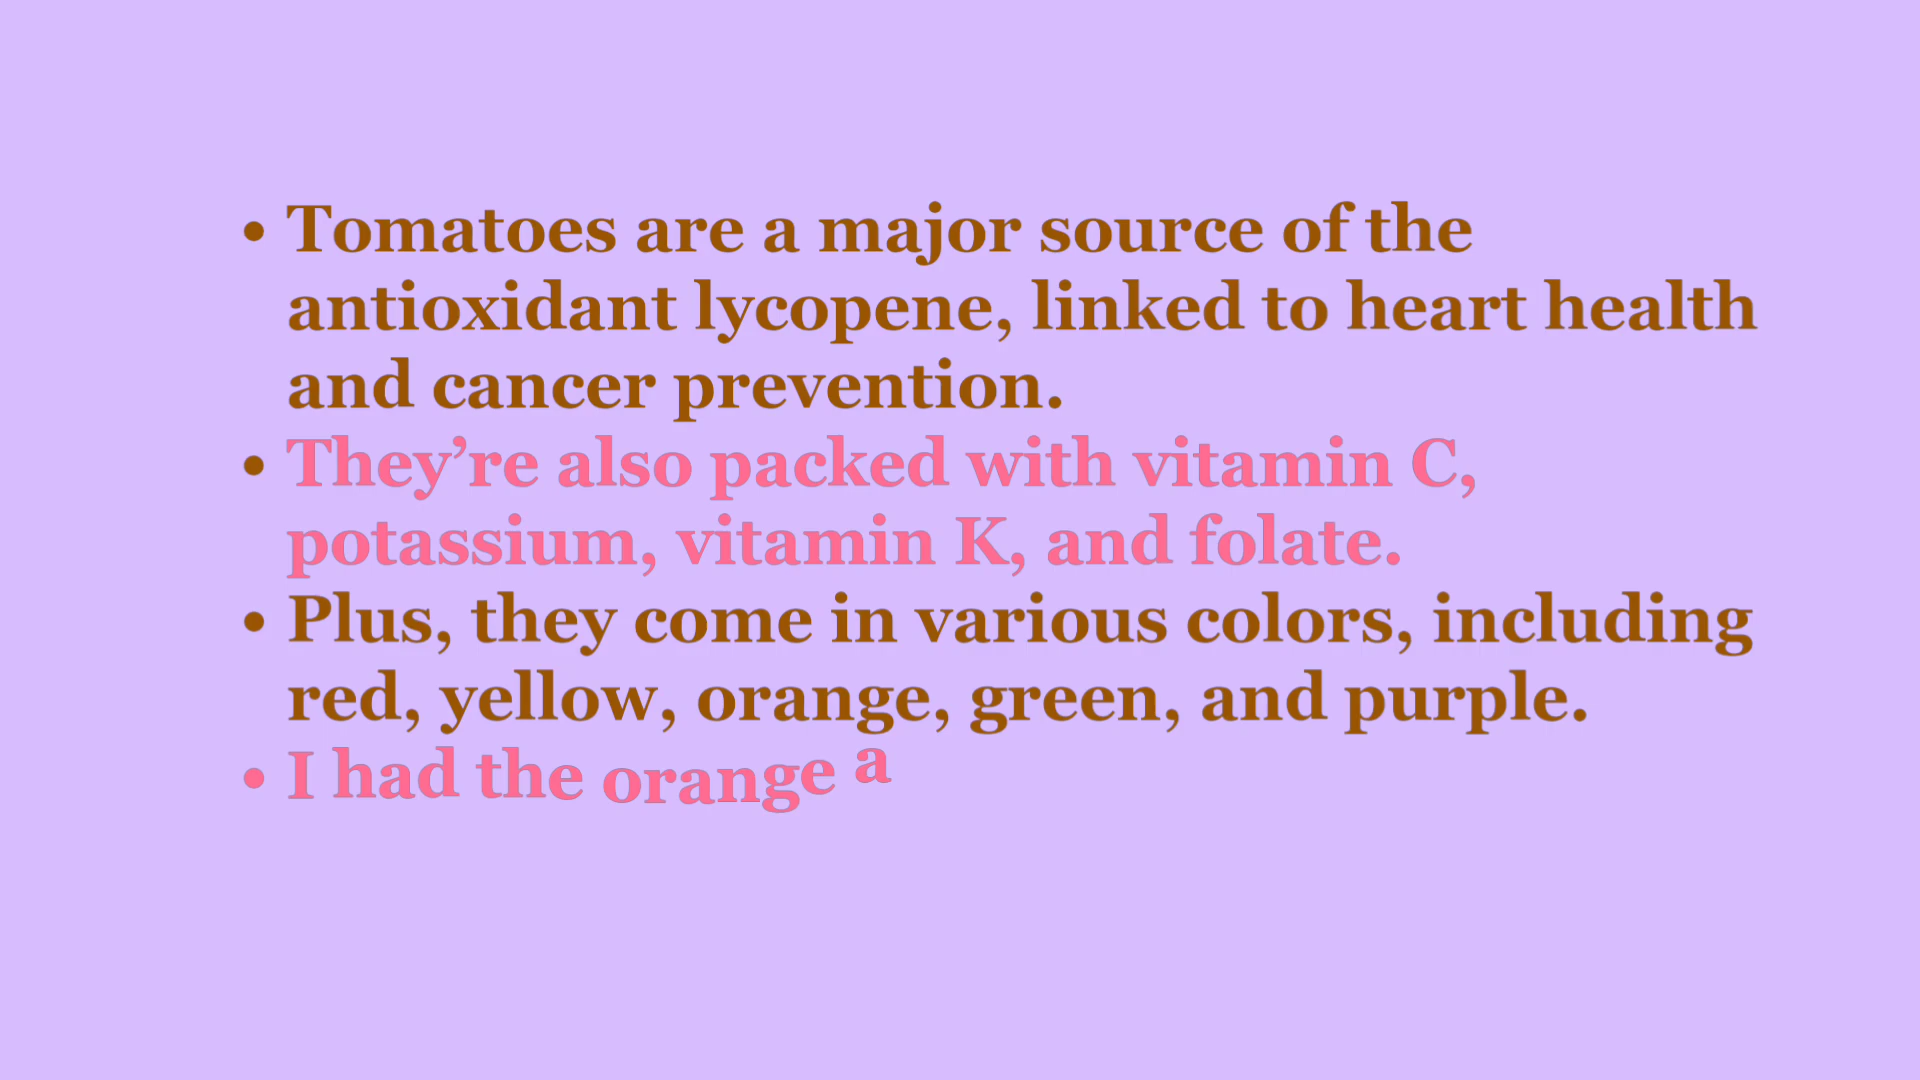 • Tomatoes are a major source of the
antioxidant lycopene, linked to heart health
and cancer prevention.
• They’re also packed with vitamin C,
potassium, vitamin K, and folate.
• Plus, they come in various colors, including
red, yellow, orange, green, and purple.
• I had the orange a